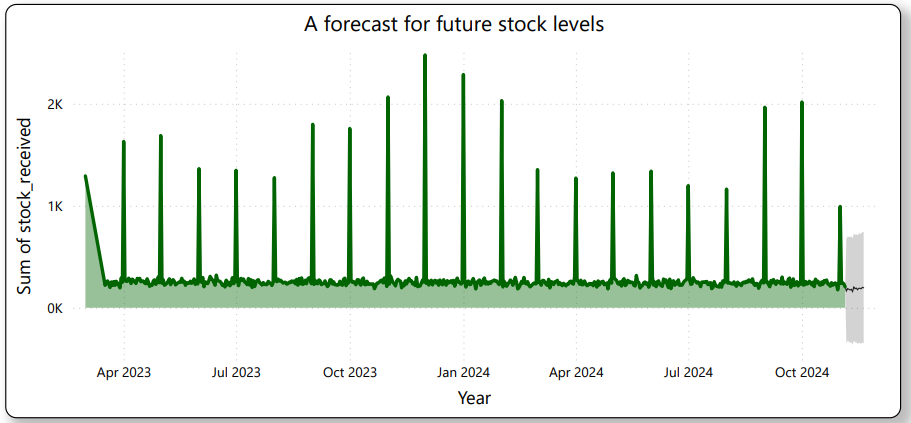 A forecast for future stock levels
Sum of stock_received
2K
1K
0K
Apr 2023 Jul 2023 Oct 2023 Jan 2024 Apr 2024 Jul 2024 Oct 2024
Year